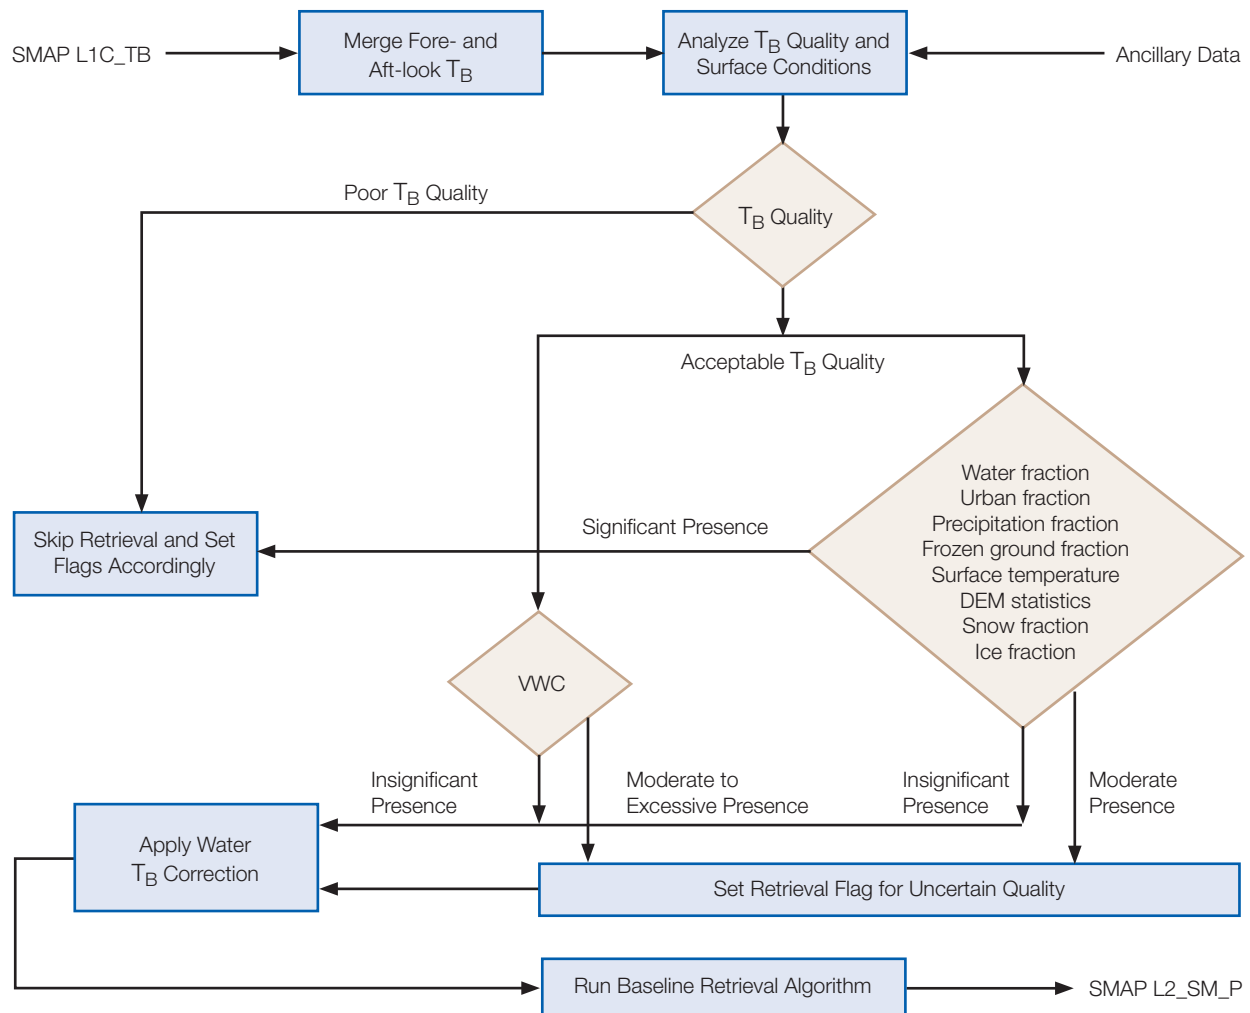 SMAP L1C_TB
Merge Fore- and
Aft-look TB
Analyze TB Quality and
Surface Conditions
Ancillary Data
Poor TB Quality
TB Quality
Acceptable TB Quality
Water fraction
Urban fraction
Precipitation fraction
Frozen ground fraction
Surface temperature
DEM statistics
Snow fraction
Ice fraction
Significant Presence
Skip Retrieval and Set
Flags Accordingly
VWC
Insignificant
Presence
Moderate to
Excessive Presence
Insignificant
Presence
Moderate
Presence
Apply Water
TB Correction
Set Retrieval Flag for Uncertain Quality
Run Baseline Retrieval Algorithm
SMAP L2_SM_P